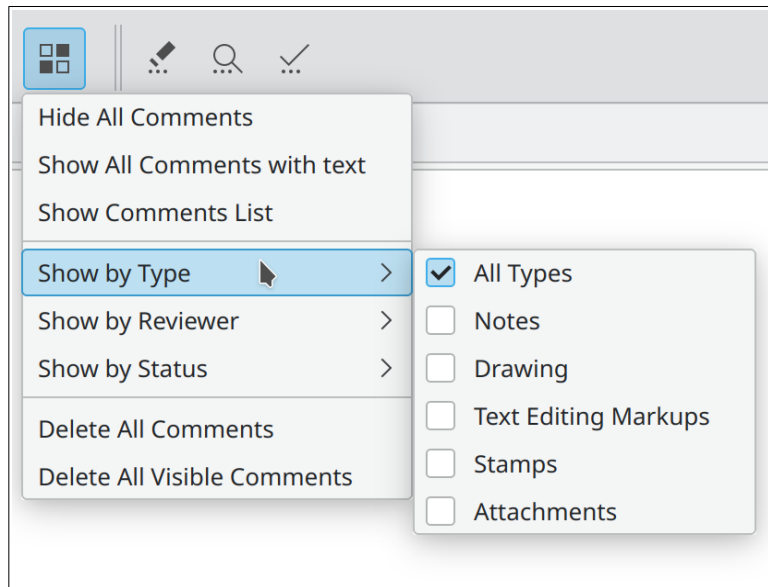 Hide All Comments
Show All Comments with text
Show Comments List
Show by Type
Show by Reviewer
Show by Status
Delete All Comments
Delete All Visible Comments
All Types
Notes
Drawing
Text Editing Markups
Stamps
Attachments